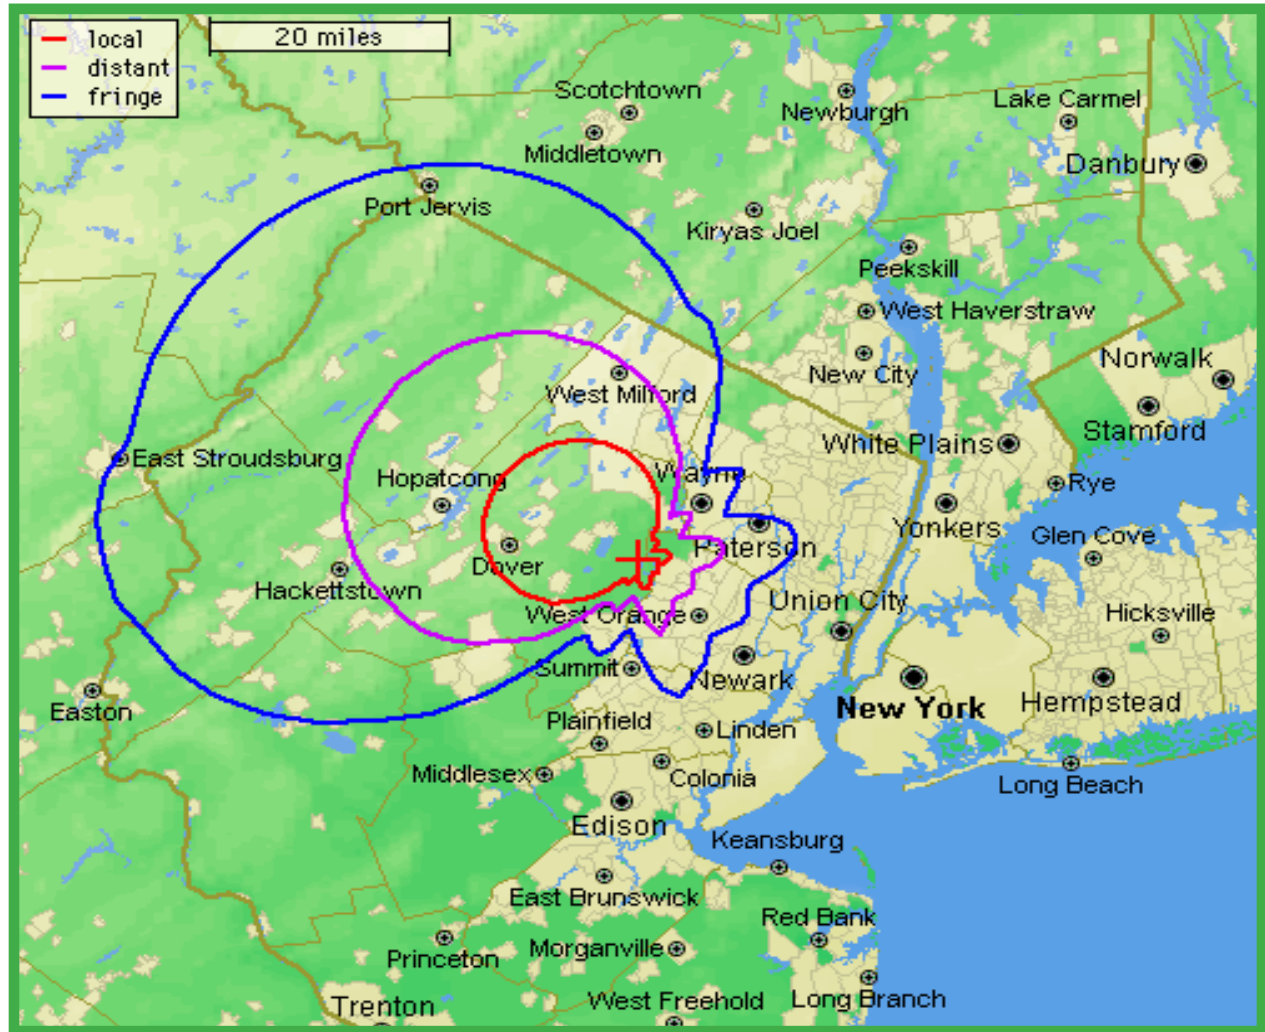 local
20 miles
distant
fringe
Scotchtown
Newburgh
Lake Carmel
Middletown
Danbury
Port Jervis
Kiryas Joel
Peekskill
West Haverstraw
New City
Norwalk
West Milford
Stamford
White Plains
East Stroudsburg
Hopatcong
Wayne
Rye
Yonkers
Glen Cove
Paterson
Dover
Hackettstown
Union City
West Orange
Hicksville
Summit
Newark
New York
Hempstead
Easton
Plainfield
Linden
Middlesex
Colonia
Long Beach
Edison
Keansburg
East Brunswick
Red Bank
Princeton
Morganville
Trenton
West Freehold
Long Branch